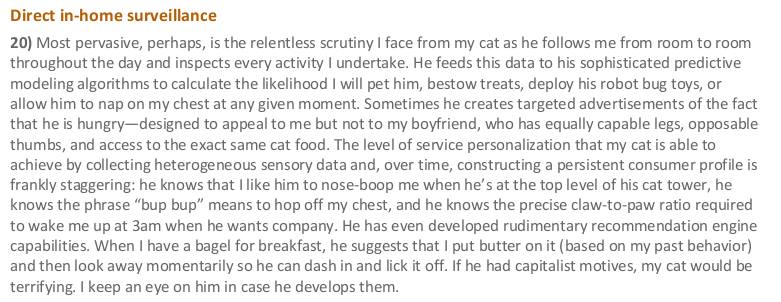 Direct in-home surveillance
20) Most pervasive, perhaps, is the relentless scrutiny I face from my cat as he follows me from room to room
throughout the day and inspects every activity I undertake. He feeds this data to his sophisticated predictive
modeling algorithms to calculate the likelihood I will pet him, bestow treats, deploy his robot bug toys, or
allow him to nap on my chest at any given moment. Sometimes he creates targeted advertisements of the fact
that he is hungry—designed to appeal to me but not to my boyfriend, who has equally capable legs, opposable
thumbs, and access to the exact same cat food. The level of service personalization that my cat is able to
achieve by collecting heterogeneous sensory data and, over time, constructing a persistent consumer profile is
frankly staggering: he knows that I like him to nose-boop me when he’s at the top level of his cat tower, he
knows the phrase “bup bup” means to hop off my chest, and he knows the precise claw-to-paw ratio required
to wake me up at 3am when he wants company. He has even developed rudimentary recommendation engine
capabilities. When I have a bagel for breakfast, he suggests that I put butter on it (based on my past behavior)
and then look away momentarily so he can dash in and lick it off. If he had capitalist motives, my cat would be
terrifying. I keep an eye on him in case he develops them.